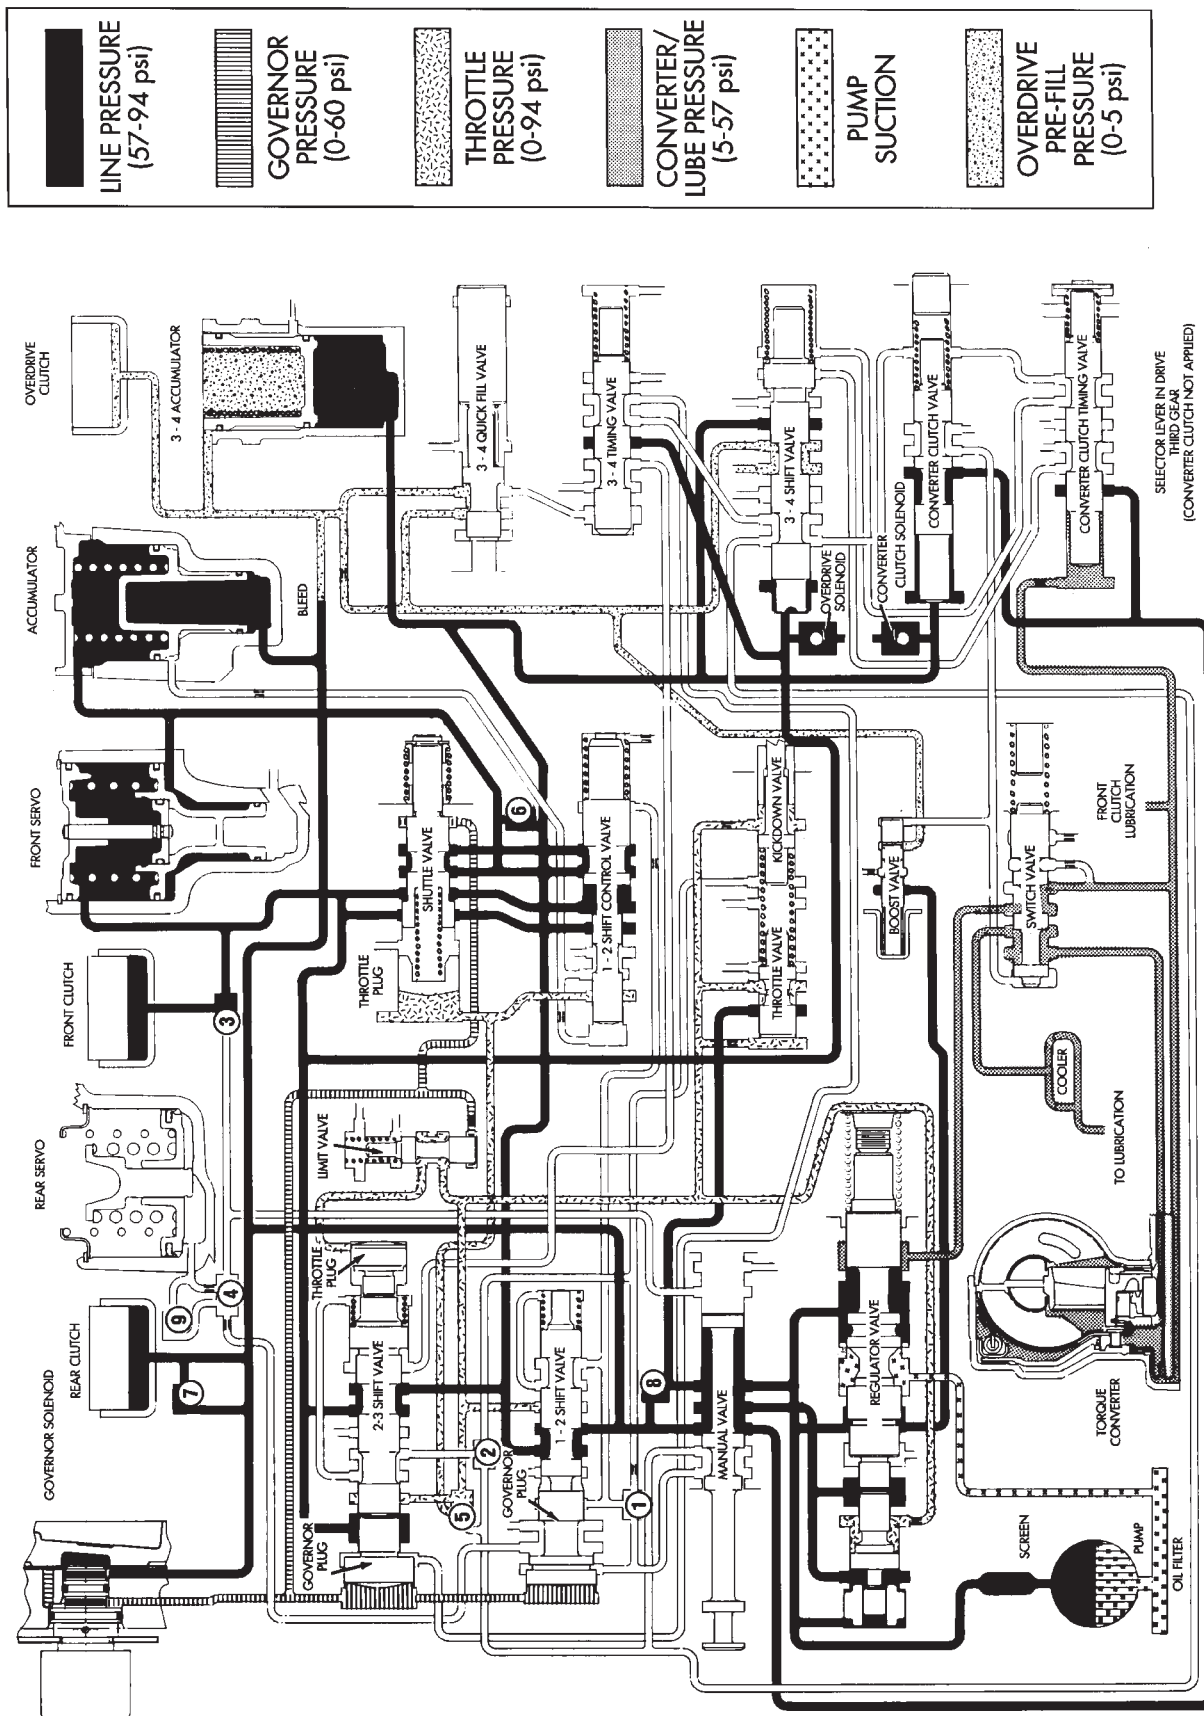 LINE PRESSURE
(57-94 psi)
GOVERNOR
PRESSURE
(0-60 psi)
THROTTLE
PRESSURE
(0-94 psi)
CONVERTER/
LUBE PRESSURE
(5-57 psi)
PUMP
SUCTION
OVERDRIVE
PRE-FILL
PRESSURE
(0-5 psi)
GOVERNOR SOLENOID
REAR CLUTCH
REAR SERVO
FRONT CLUTCH
FRONT SERVO
ACCUMULATOR
OVERDRIVE
CLUTCH
3 - 4 ACCUMULATOR
BLEED
7
9
4
3
6
GOVERNOR
PLUG
2-3 SHIFT VALVE
THROTTLE
PLUG
LIMIT VALVE
THROTTLE
PLUG
SHUTTLE VALVE
3 - 4 QUICK FILL VALVE
5
2
GOVERNOR
PLUG
1 - 2 SHIFT VALVE
1 - 2 SHIFT CONTROL VALVE
3 - 4 TIMING VALVE
1
8
MANUAL VALVE
THROTTLE VALVE
KICKDOWN VALVE
3 - 4 SHIFT VALVE
OVERDRIVE
SOLENOID
CONVERTER
CLUTCH SOLENOID
REGULATOR VALVE
BOOST VALVE
CONVERTER CLUTCH VALVE
SWITCH VALVE
CONVERTER CLUTCH TIMING VALVE
SCREEN
PUMP
OIL FILTER
TORQUE
CONVERTER
TO LUBRICATION
COOLER
FRONT
CLUTCH
LUBRICATION
SELECTOR LEVER IN DRIVE
THIRD GEAR
(CONVERTER CLUTCH NOT APPLIED)